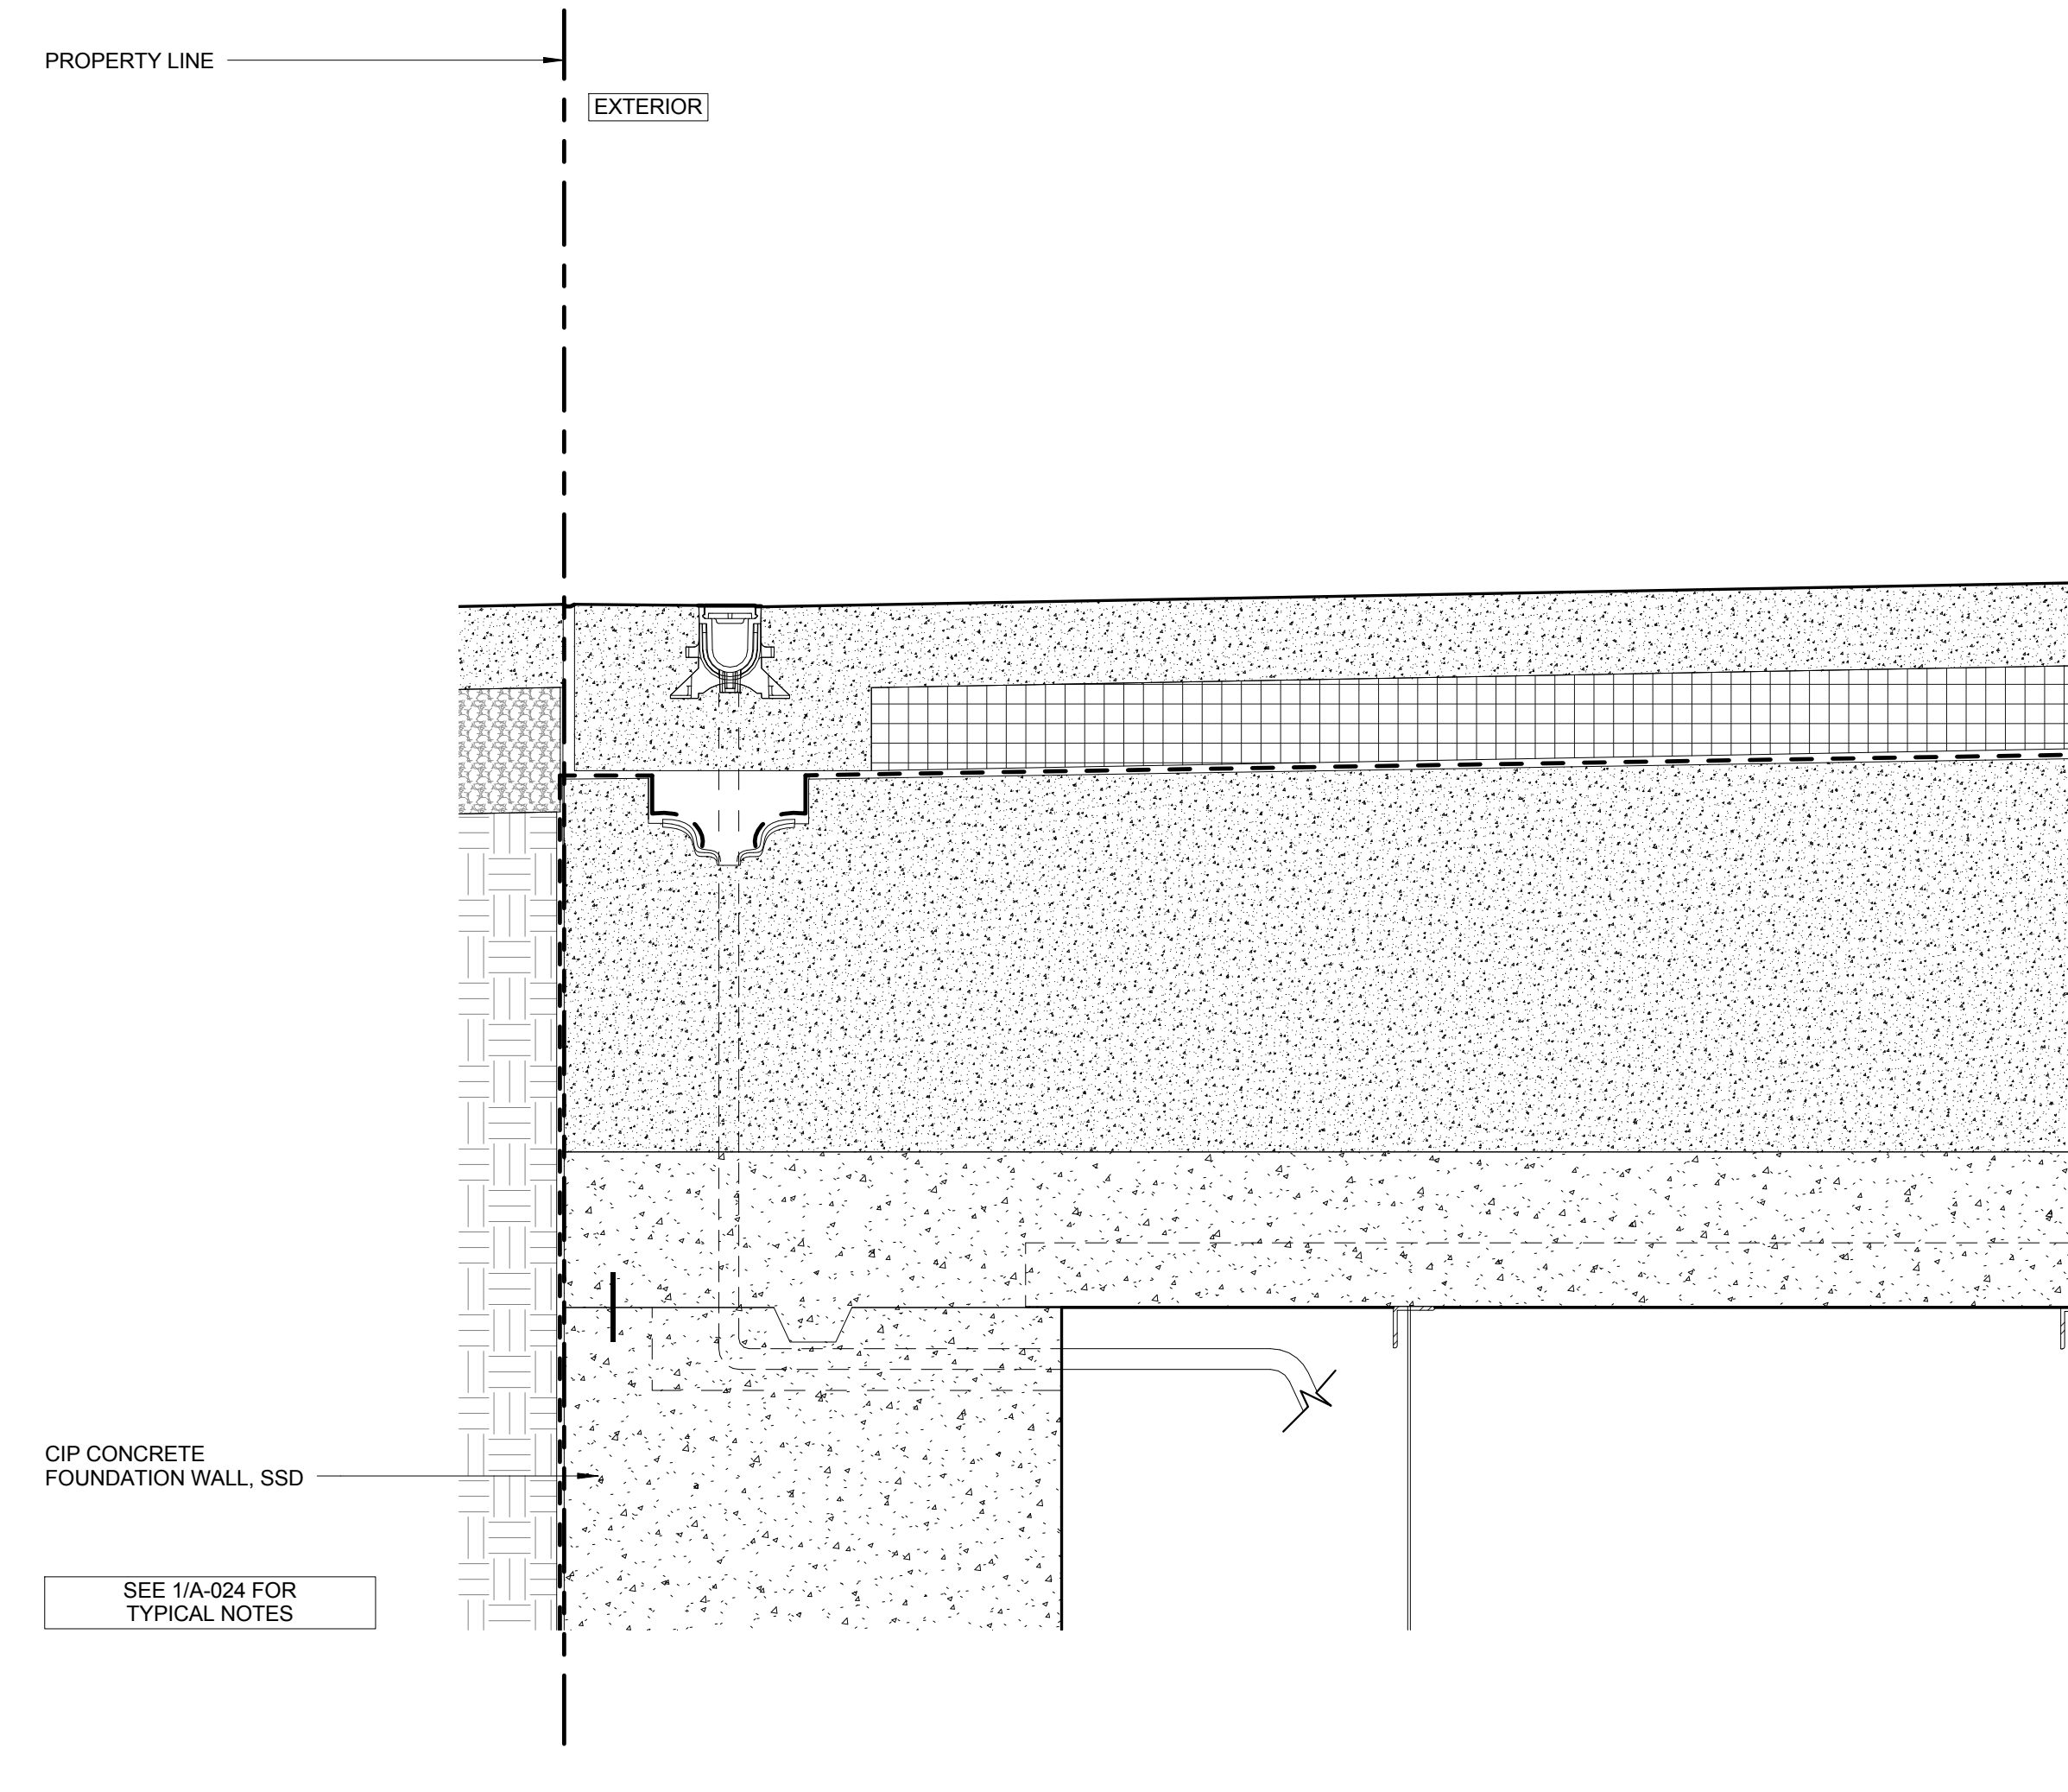 PROPERTY LINE
EXTERIOR
CIP CONCRETE
FOUNDATION WALL, SSD
SEE 1/A-024 FOR
TYPICAL NOTES